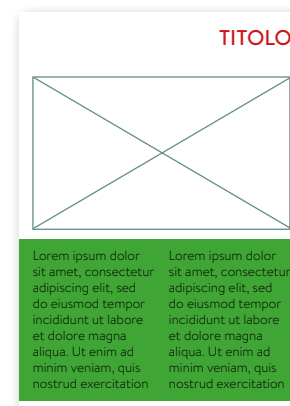 TITOLO
Lorem ipsum dolor
sit amet, consectetur
adipiscing elit, sed
do eiusmod tempor
incididunt ut labore
et dolore magna
aliqua. Ut enim ad
minim veniam, quis
nostrud exercitation
Lorem ipsum dolor
sit amet, consectetur
adipiscing elit, sed
do eiusmod tempor
incididunt ut labore
et dolore magna
aliqua. Ut enim ad
minim veniam, quis
nostrud exercitation